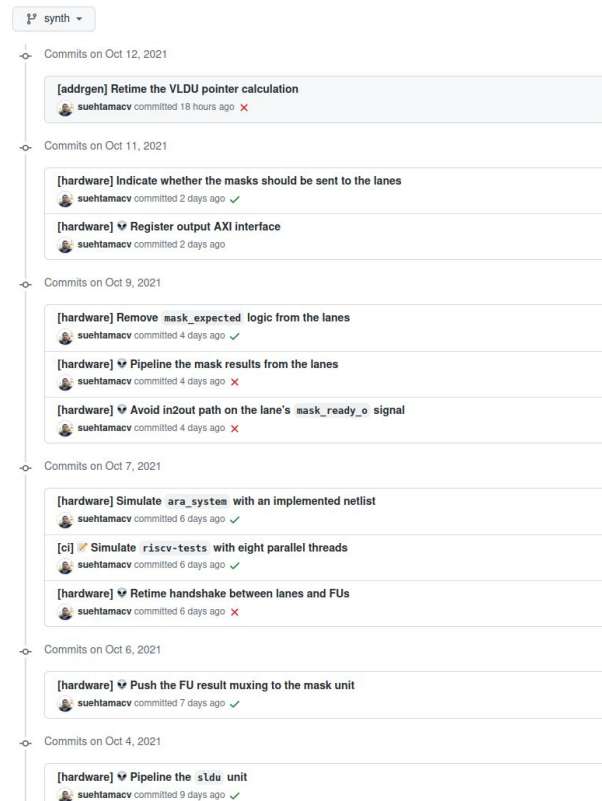 synth
Commits on Oct 12, 2021
[addrgen] Retime the VLDU pointer calculation
suehtamacv committed 18 hours ago
Commits on Oct 11, 2021
[hardware] Indicate whether the masks should be sent to the lanes
suehtamacv committed 2 days ago
[hardware] 👽 Register output AXI interface
suehtamacv committed 2 days ago
Commits on Oct 9, 2021
[hardware] Remove mask_expected logic from the lanes
suehtamacv committed 4 days ago
[hardware] 👽 Pipeline the mask results from the lanes
suehtamacv committed 4 days ago
[hardware] 👽 Avoid in2out path on the lane's mask_ready_o signal
suehtamacv committed 4 days ago
Commits on Oct 7, 2021
[hardware] Simulate ara_system with an implemented netlist
suehtamacv committed 6 days ago
[ci] 📝 Simulate riscv-tests with eight parallel threads
suehtamacv committed 6 days ago
[hardware] 👽 Retime handshake between lanes and FUs
suehtamacv committed 6 days ago
Commits on Oct 6, 2021
[hardware] 👽 Push the FU result muxing to the mask unit
suehtamacv committed 7 days ago
Commits on Oct 4, 2021
[hardware] 👽 Pipeline the sldu unit
suehtamacv committed 9 days ago